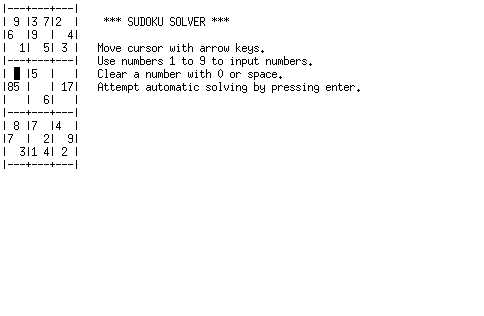 |---+---+---|
| 9 |3 7|2  |    *** SUDOKU SOLVER ***
|6  |9  |  4|
|  1|  5| 3 |   Move cursor with arrow keys.
|---+---+---|   Use numbers 1 to 9 to input numbers.
|   |5  |   |   Clear a number with 0 or space.
|85 |   | 17|   Attempt automatic solving by pressing enter.
|   |  6|   |
|---+---+---|
| 8 |7  |4  |
|7  |  2|  9|
|  3|1 4| 2 |
|---+---+---|